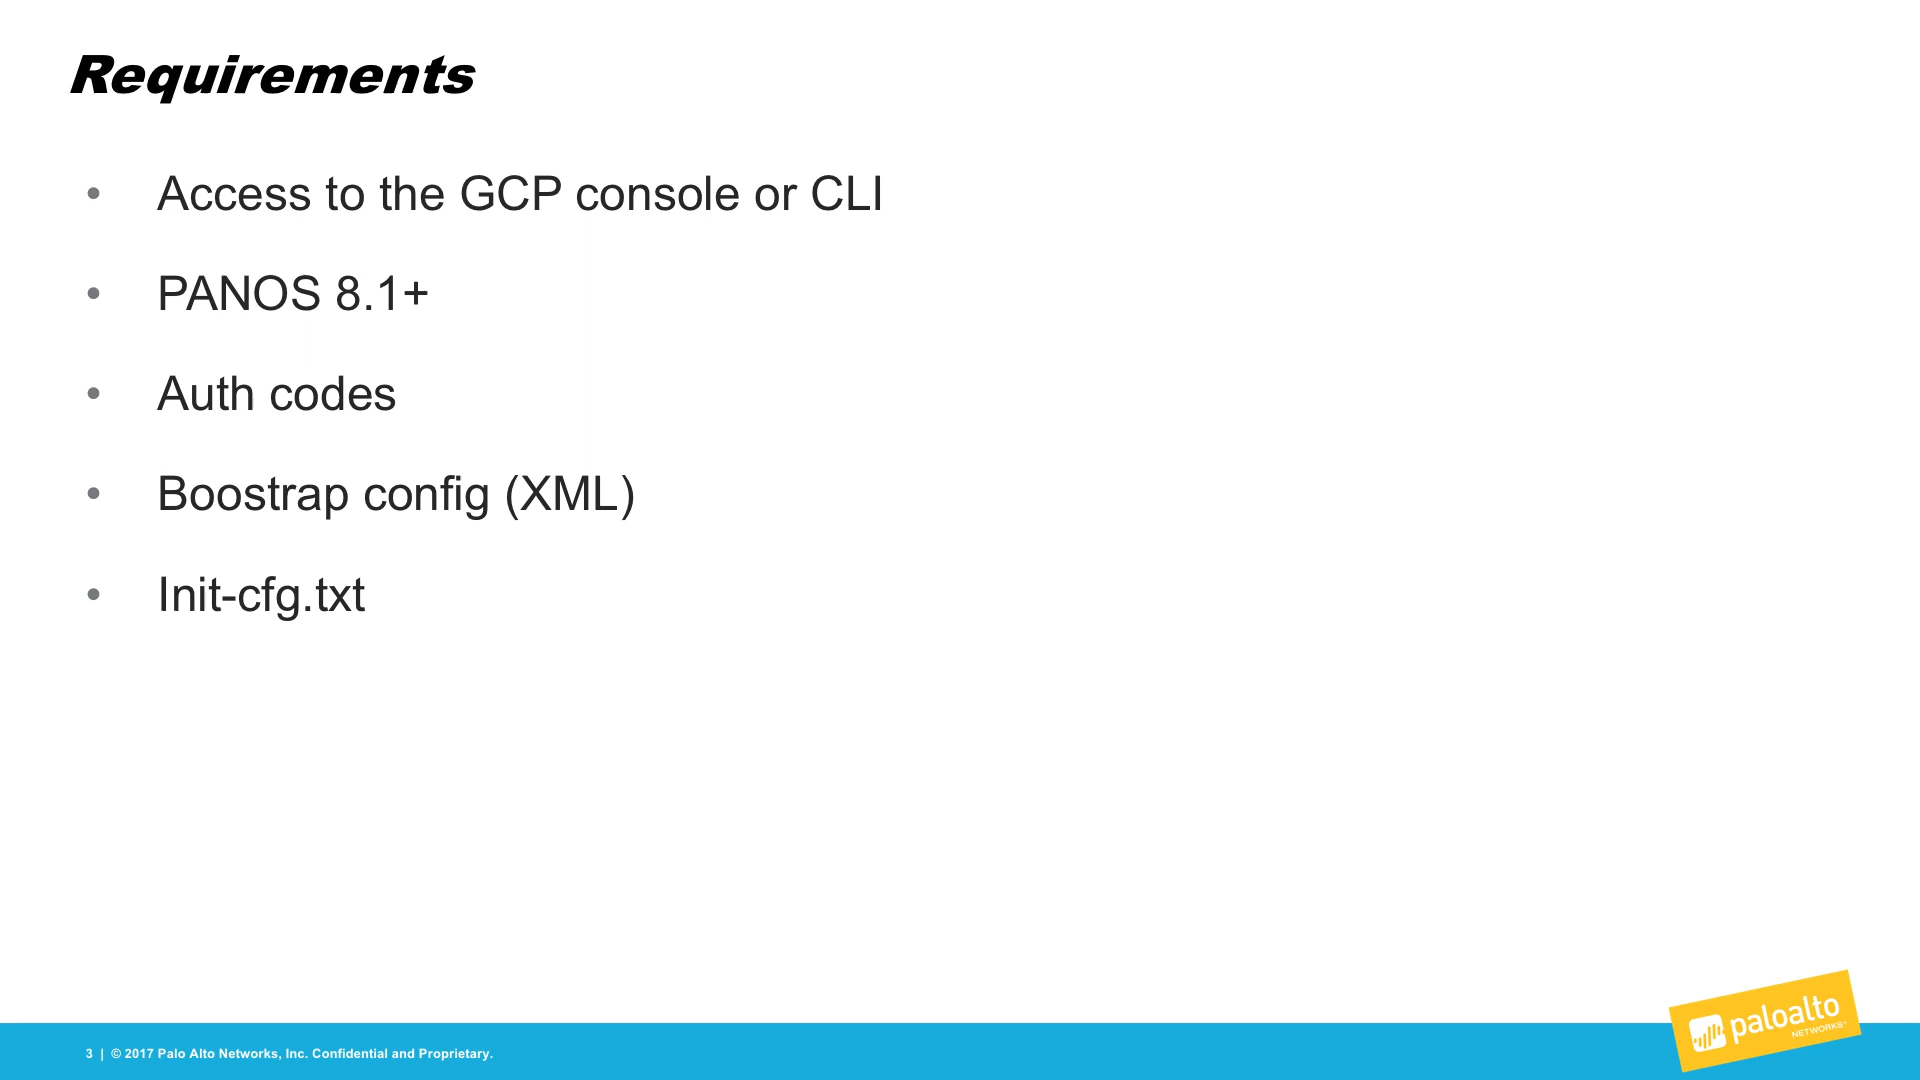 Requirements
• Access to the GCP console or CLI
• PANOS 8.1+
• Auth codes
• Boostrap config (XML)
• Init-cfg.txt
3 | © 2017 Palo Alto Networks, Inc. Confidential and Proprietary.
paloalto
NETWORKS®